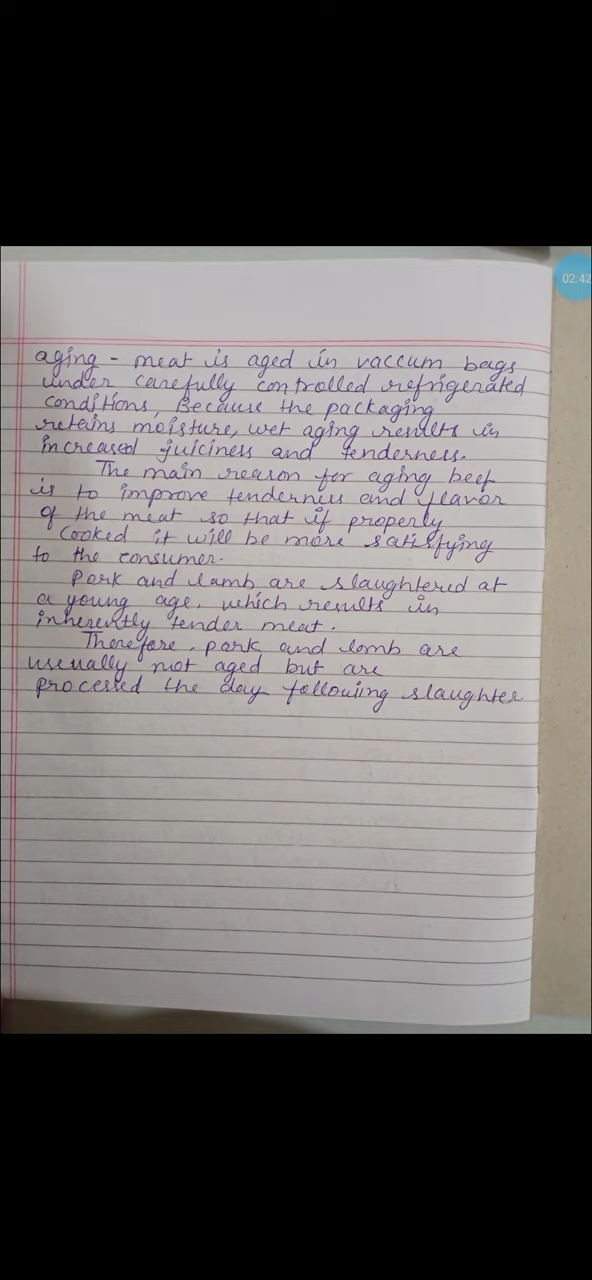 02:42
aging - meat is aged in vaccum bags
under carefully controlled refrigerated
conditions, Because the packaging
retains moisture, wet aging results in
increased juiciness and tenderness.
The main reason for aging beef
is to improve tenderness and flavor
of the meat so that if properly
cooked it will be more satisfying
to the consumer.
Pork and lamb are slaughtered at
a young age, which results in
inherently tender meat.
Therefore, pork and lamb are
usually not aged but are
processed the day following slaughter